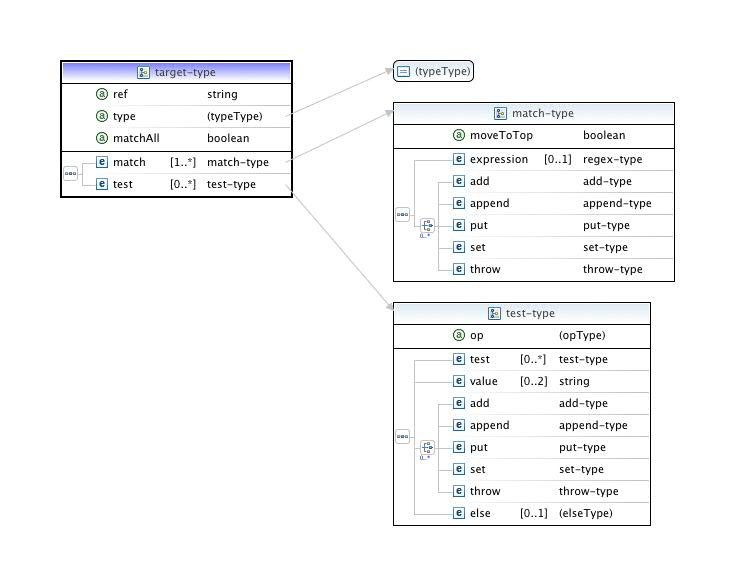 target-type
a ref string
a type (typeType)
a matchAll boolean
e match [1..*] match-type
e test [0..*] test-type
(typeType)
match-type
a moveToTop boolean
e expression [0..1] regex-type
e add add-type
e append append-type
e put put-type
0..*
e set set-type
e throw throw-type
test-type
a op (opType)
e test [0..*] test-type
e value [0..2] string
e add add-type
e append append-type
e put put-type
0..*
e set set-type
e throw throw-type
e else [0..1] (elseType)